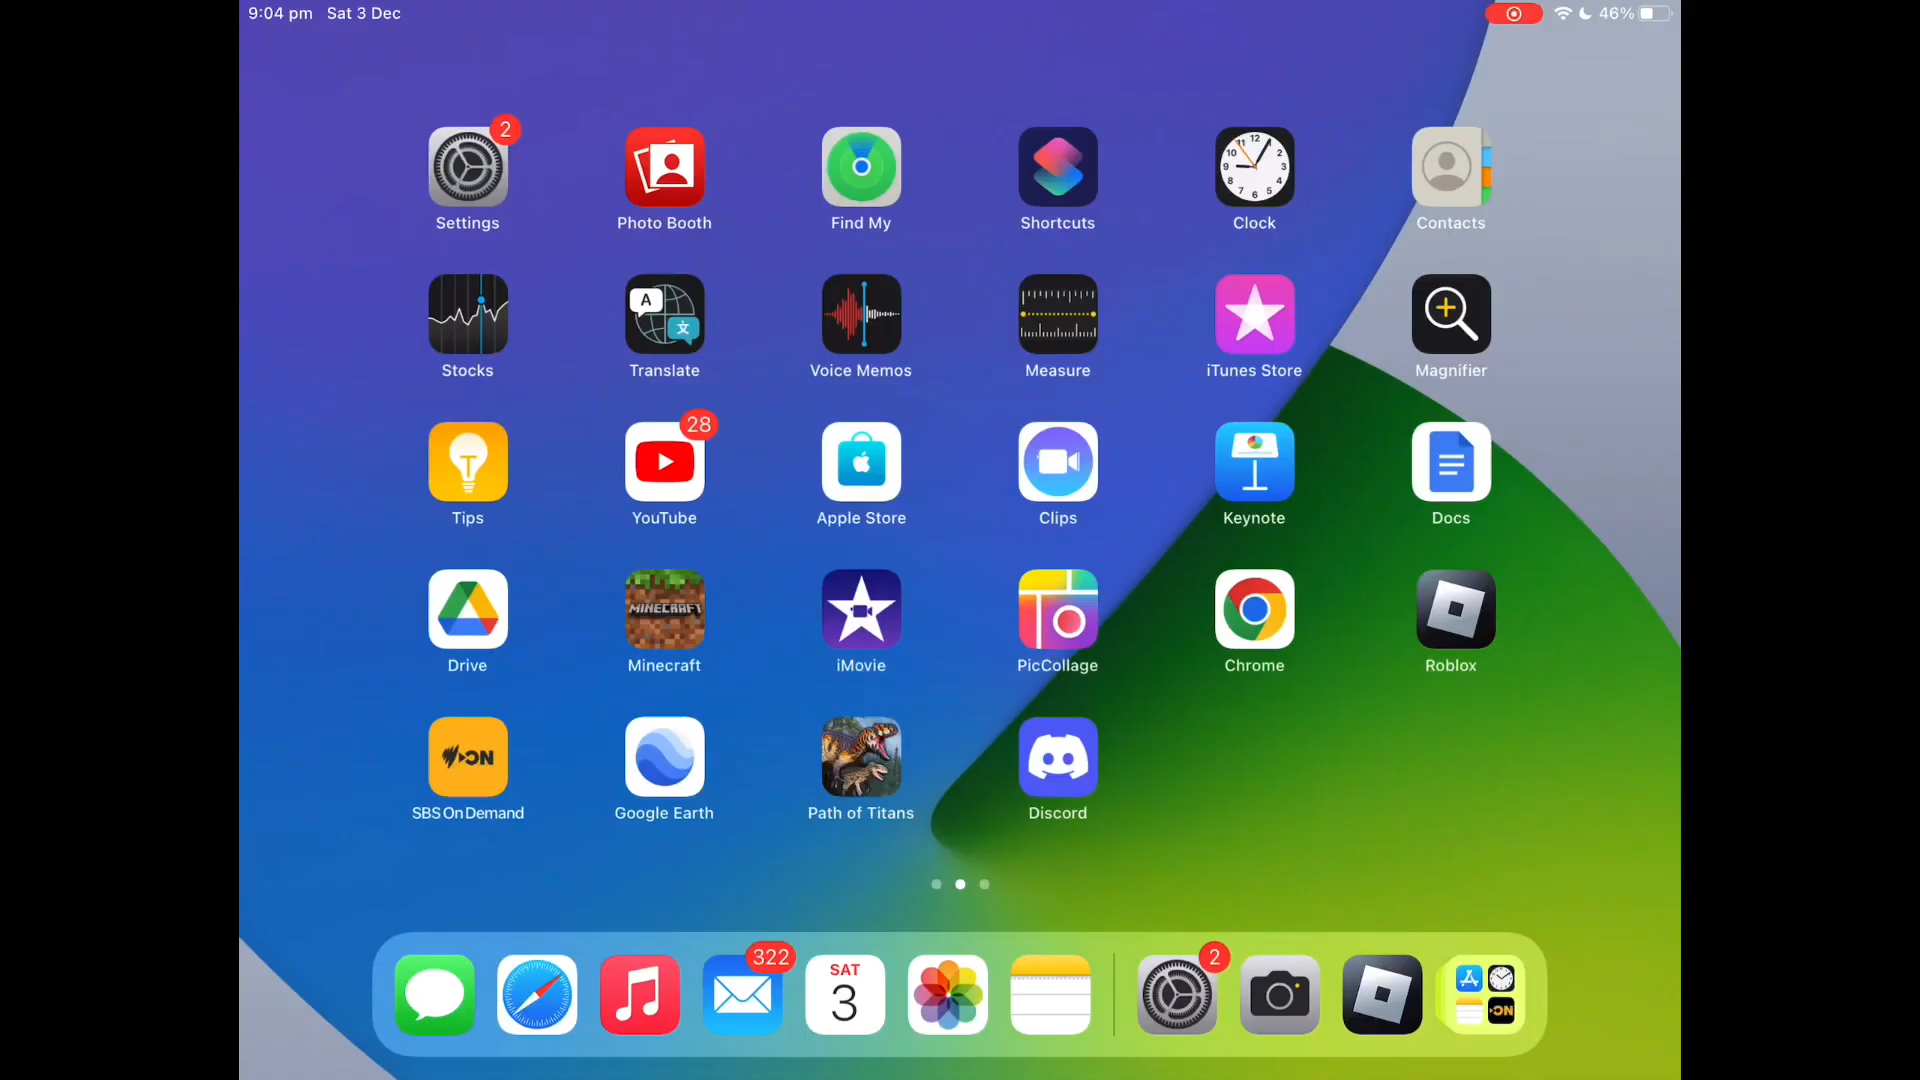 9:04 pm Sat 3 Dec
46%
2
Settings
Photo Booth
Find My
Shortcuts
Clock
Contacts
Stocks
Translate
Voice Memos
Measure
iTunes Store
Magnifier
28
Tips
YouTube
Apple Store
Clips
Keynote
Docs
MINECRAFT
Drive
Minecraft
iMovie
PicCollage
Chrome
Roblox
SBS On Demand
Google Earth
Path of Titans
Discord
322
SAT
3
2